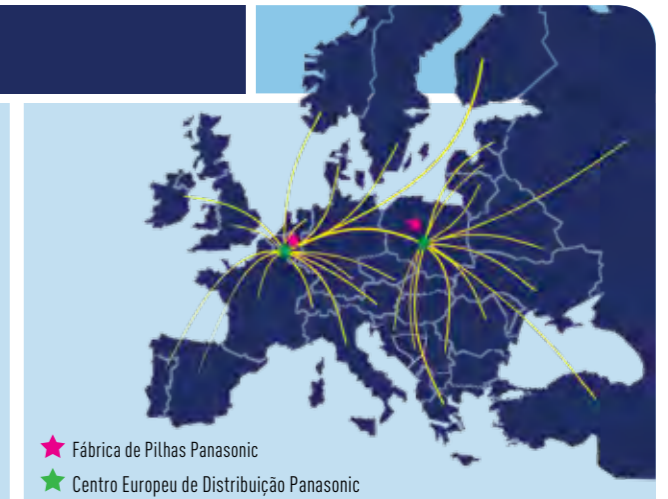 Fábrica de Pilhas Panasonic
Centro Europeu de Distribuição Panasonic